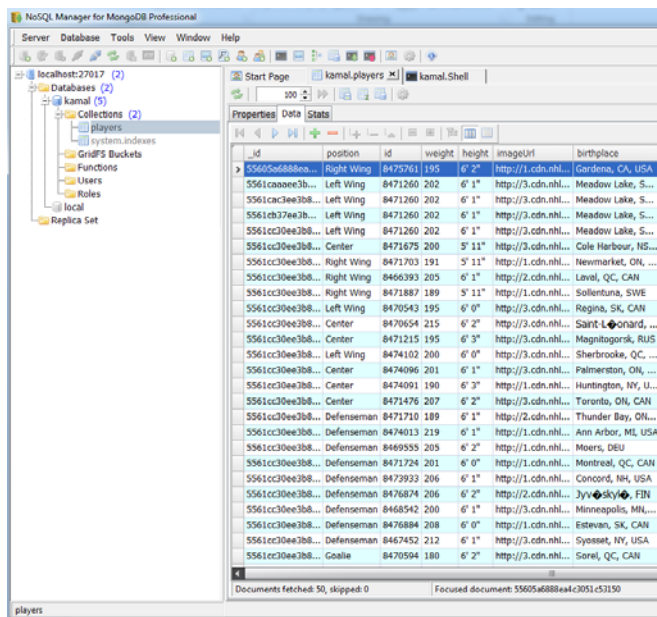 NoSQL Manager for MongoDB Professional
Server Database Tools View Window Help
localhost:27017 (2)
Databases (2)
kamal (5)
Collections (2)
players
system.indexes
GridFS Buckets
Functions
Users
Roles
local
Replica Set
Start Page kamal.players kamal.Shell
100
Properties Data Stats
_id position id weight height imageUrl birthplace
55605a6888ea... Right Wing 8475761 195 6' 2" http://1.cdn.nhl... Gardena, CA, USA
5561caaaee3b... Left Wing 8471260 202 6' 1" http://3.cdn.nhl... Meadow Lake, S...
5561cac3ee3b8... Left Wing 8471260 202 6' 1" http://3.cdn.nhl... Meadow Lake, S...
5561cb37ee3b... Left Wing 8471260 202 6' 1" http://3.cdn.nhl... Meadow Lake, S...
5561cc30ee3b8... Left Wing 8471260 202 6' 1" http://3.cdn.nhl... Meadow Lake, S...
5561cc30ee3b8... Center 8471675 200 5' 11" http://3.cdn.nhl... Cole Harbour, NS...
5561cc30ee3b8... Right Wing 8471703 191 5' 11" http://1.cdn.nhl... Newmarket, ON, ...
5561cc30ee3b8... Right Wing 8466393 205 6' 1" http://2.cdn.nhl... Laval, QC, CAN
5561cc30ee3b8... Right Wing 8471887 189 5' 11" http://1.cdn.nhl... Sollentuna, SWE
5561cc30ee3b8... Left Wing 8470543 195 6' 0" http://3.cdn.nhl... Regina, SK, CAN
5561cc30ee3b8... Center 8470654 215 6' 2" http://3.cdn.nhl... Saint-L�onard, ...
5561cc30ee3b8... Center 8471215 195 6' 3" http://3.cdn.nhl... Magnitogorsk, RUS
5561cc30ee3b8... Left Wing 8474102 200 6' 0" http://3.cdn.nhl... Sherbrooke, QC, ...
5561cc30ee3b8... Center 8474096 201 6' 1" http://3.cdn.nhl... Palmerston, ON, ...
5561cc30ee3b8... Center 8474091 190 6' 3" http://1.cdn.nhl... Huntington, NY, U...
5561cc30ee3b8... Center 8471476 207 6' 2" http://3.cdn.nhl... Toronto, ON, CAN
5561cc30ee3b8... Defenseman 8471710 189 6' 1" http://2.cdn.nhl... Thunder Bay, ON...
5561cc30ee3b8... Defenseman 8474013 219 6' 1" http://1.cdn.nhl... Ann Arbor, MI, USA
5561cc30ee3b8... Defenseman 8469555 205 6' 2" http://3.cdn.nhl... Moers, DEU
5561cc30ee3b8... Defenseman 8471724 201 6' 0" http://1.cdn.nhl... Montreal, QC, CAN
5561cc30ee3b8... Defenseman 8473933 206 6' 1" http://1.cdn.nhl... Concord, NH, USA
5561cc30ee3b8... Defenseman 8476874 206 6' 2" http://2.cdn.nhl... Jyv�skyl�, FIN
5561cc30ee3b8... Defenseman 8468542 200 6' 1" http://3.cdn.nhl... Minneapolis, MN,...
5561cc30ee3b8... Defenseman 8476884 208 6' 0" http://1.cdn.nhl... Estevan, SK, CAN
5561cc30ee3b8... Defenseman 8467452 212 6' 1" http://3.cdn.nhl... Syosset, NY, USA
5561cc30ee3b8... Goalie 8470594 180 6' 2" http://3.cdn.nhl... Sorel, QC, CAN
Documents fetched: 50, skipped: 0 Focused document: 55605a6888ea4c3051c53150
players